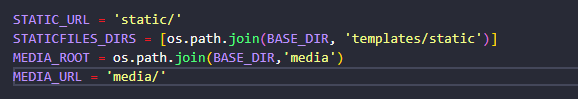 STATIC_URL = 'static/'
STATICFILES_DIRS = [os.path.join(BASE_DIR, 'templates/static')]
MEDIA_ROOT = os.path.join(BASE_DIR,'media')
MEDIA_URL = 'media/'